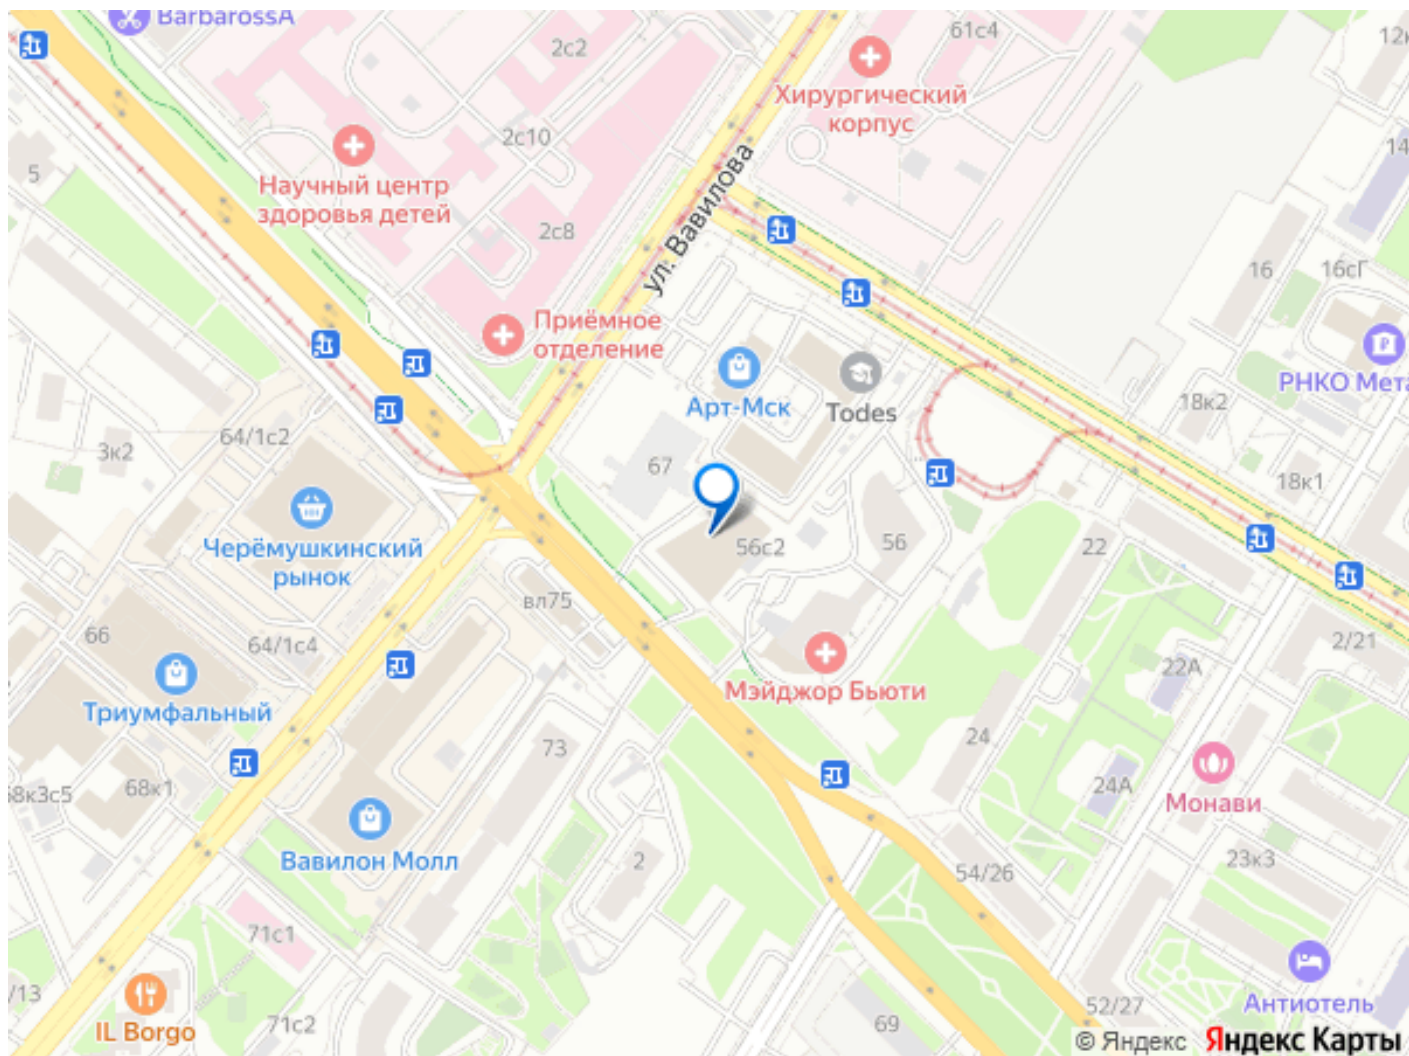 BarbarossA
61с4
2с2
12к
Хирургический
корпус
2с10
14
5
Научный центр
здоровья детей
ул. Вавилова
2с8
16
16сГ
Приёмное
отделение
РНКО Мета
Арт-Мск
Todes
18к2
64/1с2
3к2
67
18к1
Черёмушкинский
рынок
56с2
56
22
вл75
66
64/1с4
2/21
22А
Мэйджор Бьюти
Триумфальный
73
24
68к3с5
68к1
24А
Монави
Вавилон Молл
2
23к3
54/26
71с1
/13
Антиотель
IL Borgo
71с2
69
52/27
© Яндекс Яндекс Карты